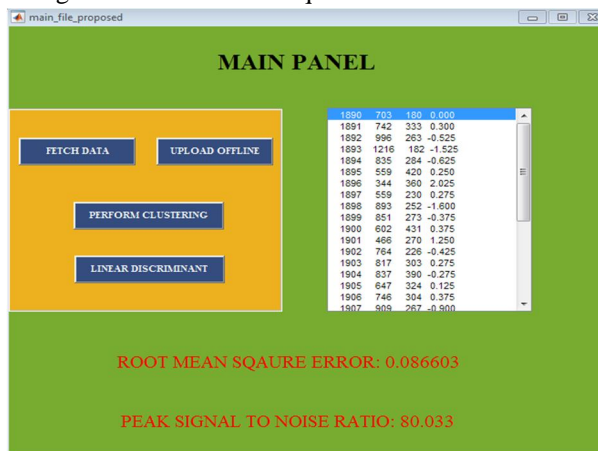 main_file_proposed
MAIN PANEL
FETCH DATA
UPLOAD OFFLINE
PERFORM CLUSTERING
LINEAR DISCRIMINANT
1890 703 180 0.000
1891 742 333 0.300
1892 996 263 -0.525
1893 1216 182 -1.525
1894 835 284 -0.625
1895 559 420 0.250
1896 344 360 2.025
1897 559 230 0.275
1898 893 252 -1.600
1899 851 273 -0.375
1900 602 431 0.375
1901 466 270 1.250
1902 764 226 -0.425
1903 817 303 0.275
1904 837 390 -0.275
1905 647 324 0.125
1906 746 304 0.375
1907 909 267 -0.900
ROOT MEAN SQAURE ERROR: 0.086603
PEAK SIGNAL TO NOISE RATIO: 80.033